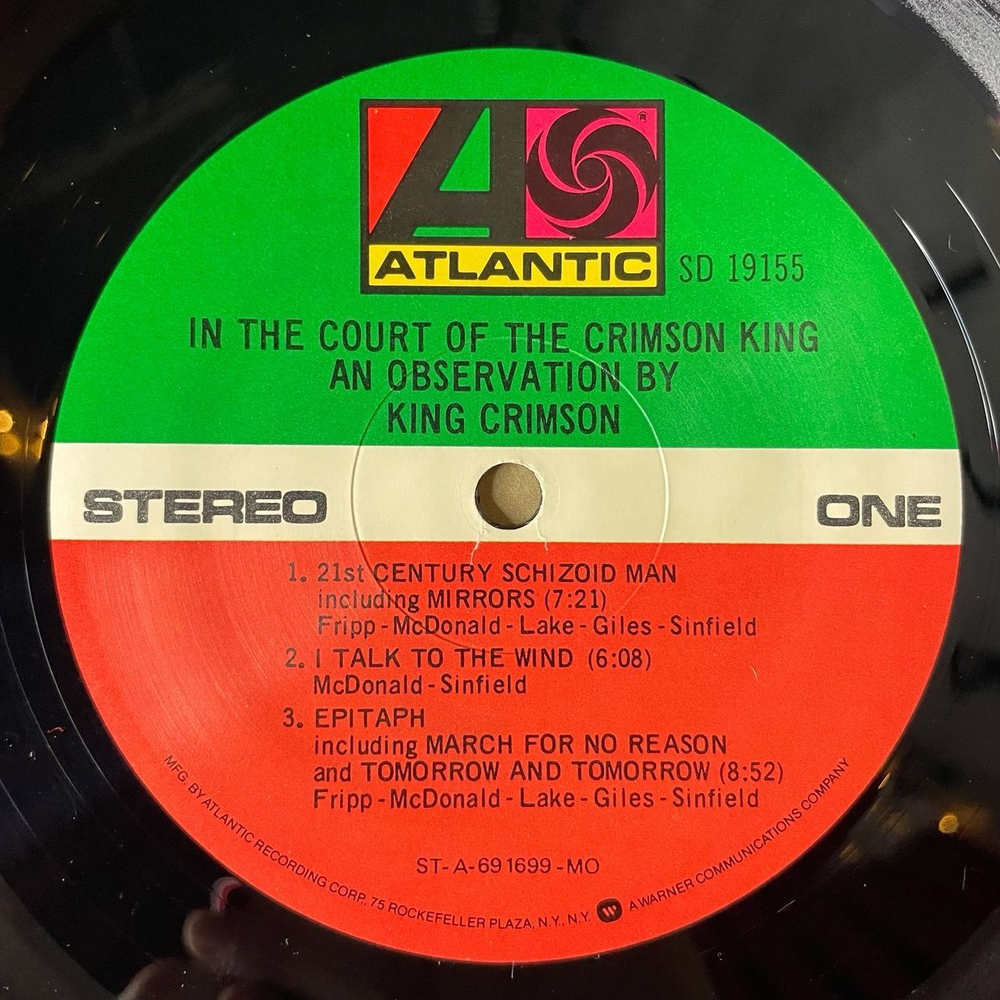 ®
ATLANTIC
SD 19155
IN THE COURT OF THE CRIMSON KING
AN OBSERVATION BY
KING CRIMSON
STEREO
ONE
1. 21st CENTURY SCHIZOID MAN
including MIRRORS (7:21)
Fripp-McDonald-Lake-Giles-Sinfield
2. I TALK TO THE WIND (6:08)
McDonald-Sinfield
3. EPITAPH
including MARCH FOR NO REASON
and TOMORROW AND TOMORROW (8:52)
Fripp-McDonald-Lake-Giles-Sinfield
ST-A-691699-MO
MFG. BY ATLANTIC RECORDING CORP., 75 ROCKEFELLER PLAZA, N.Y., N.Y. A WARNER COMMUNICATIONS COMPANY